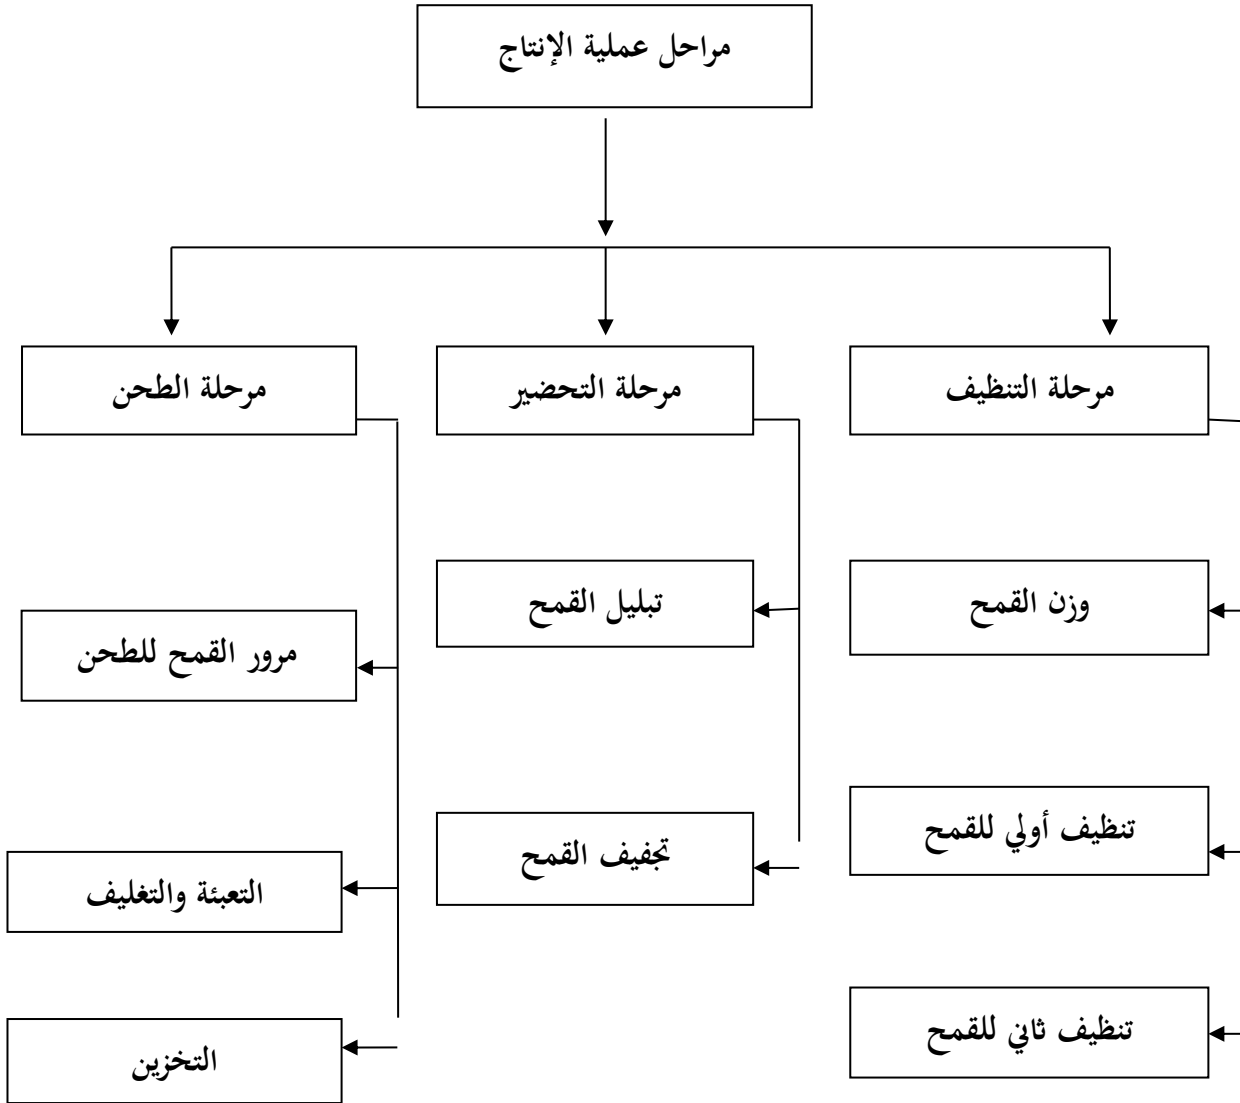 مراحل عملية الإنتاج
مرحلة التنظيف
مرحلة التحضير
مرحلة الطحن
وزن القمح
تبليل القمح
مرور القمح للطحن
تنظيف أولي للقمح
تجفيف القمح
التعبئة والتغليف
تنظيف ثاني للقمح
التخزين